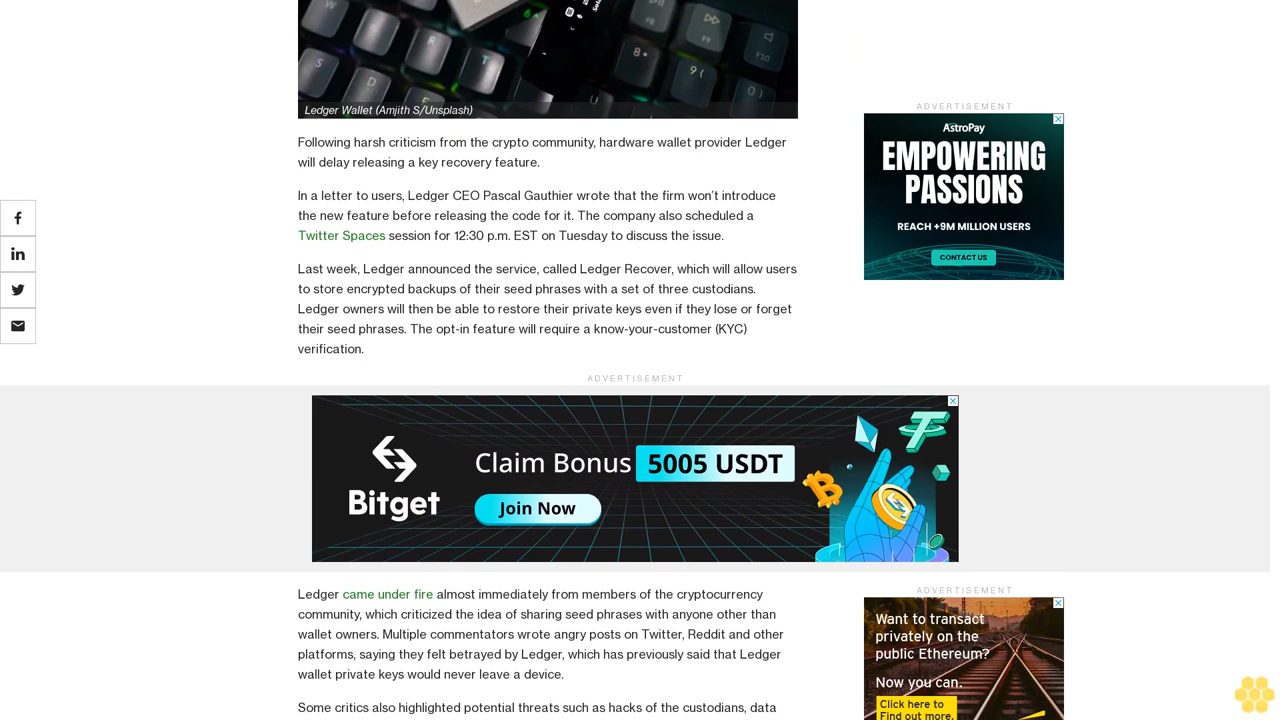 S
D
R
T
6
8*
9 (
0 )
U
F8
F9
F10
Ledger Wallet (Amjith S/Unsplash)
Following harsh criticism from the crypto community, hardware wallet provider Ledger
will delay releasing a key recovery feature.
In a letter to users, Ledger CEO Pascal Gauthier wrote that the firm won’t introduce
the new feature before releasing the code for it. The company also scheduled a
Twitter Spaces session for 12:30 p.m. EST on Tuesday to discuss the issue.
Last week, Ledger announced the service, called Ledger Recover, which will allow users
to store encrypted backups of their seed phrases with a set of three custodians.
Ledger owners will then be able to restore their private keys even if they lose or forget
their seed phrases. The opt-in feature will require a know-your-customer (KYC)
verification.
ADVERTISEMENT
AstroPay
EMPOWERING
PASSIONS
REACH +9M MILLION USERS
CONTACT US
ADVERTISEMENT
Bitget
Claim Bonus 5005 USDT
Join Now
Ledger came under fire almost immediately from members of the cryptocurrency
community, which criticized the idea of sharing seed phrases with anyone other than
wallet owners. Multiple commentators wrote angry posts on Twitter, Reddit and other
platforms, saying they felt betrayed by Ledger, which has previously said that Ledger
wallet private keys would never leave a device.
Some critics also highlighted potential threats such as hacks of the custodians, data
ADVERTISEMENT
Want to transact
privately on the
public Ethereum?
Now you can.
Click here to
Find out more.